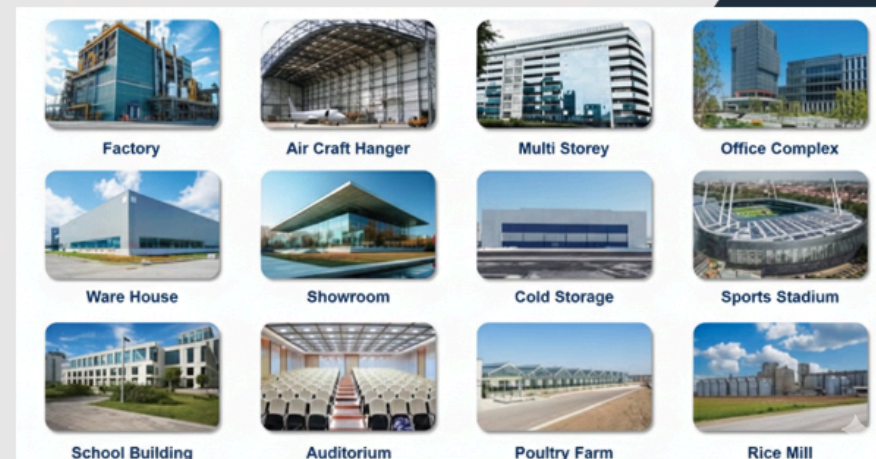 Factory
Air Craft Hanger
Multi Storey
Office Complex
Ware House
Showroom
Cold Storage
Sports Stadium
School Building
Auditorium
Poultry Farm
Rice Mill